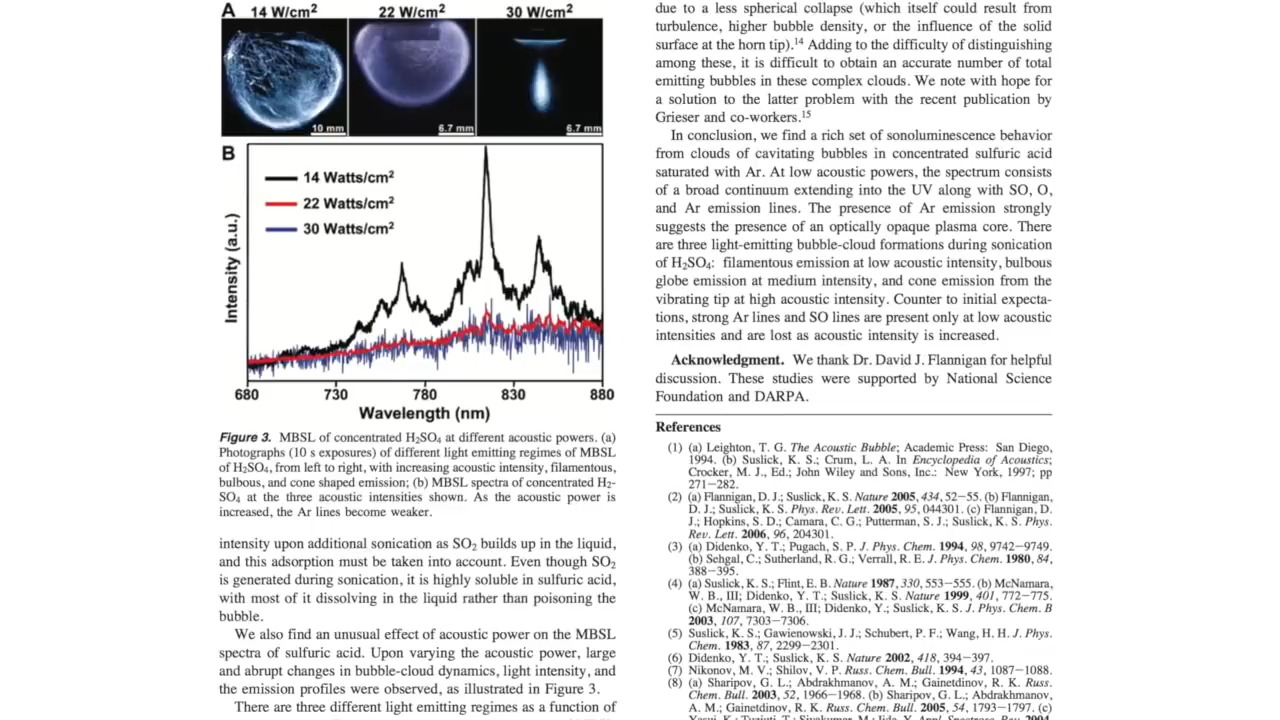 A 14 W/cm² 22 W/cm² 30 W/cm²
10 mm 6.7 mm 6.7 mm
B
14 Watts/cm²
22 Watts/cm²
30 Watts/cm²
Intensity (a.u.)
680 730 780 830 880
Wavelength (nm)
Figure 3. MBSL of concentrated H₂SO₄ at different acoustic powers. (a)
Photographs (10 s exposures) of different light emitting regimes of MBSL
of H₂SO₄, from left to right, with increasing acoustic intensity, filamentous,
bulbous, and cone shaped emission; (b) MBSL spectra of concentrated H₂-
SO₄ at the three acoustic intensities shown. As the acoustic power is
increased, the Ar lines become weaker.
intensity upon additional sonication as SO₂ builds up in the liquid,
and this adsorption must be taken into account. Even though SO₂
is generated during sonication, it is highly soluble in sulfuric acid,
with most of it dissolving in the liquid rather than poisoning the
bubble.
We also find an unusual effect of acoustic power on the MBSL
spectra of sulfuric acid. Upon varying the acoustic power, large
and abrupt changes in bubble-cloud dynamics, light intensity, and
the emission profiles were observed, as illustrated in Figure 3.
There are three different light emitting regimes as a function of
due to a less spherical collapse (which itself could result from
turbulence, higher bubble density, or the influence of the solid
surface at the horn tip).¹⁴ Adding to the difficulty of distinguishing
among these, it is difficult to obtain an accurate number of total
emitting bubbles in these complex clouds. We note with hope for
a solution to the latter problem with the recent publication by
Grieser and co-workers.¹⁵
In conclusion, we find a rich set of sonoluminescence behavior
from clouds of cavitating bubbles in concentrated sulfuric acid
saturated with Ar. At low acoustic powers, the spectrum consists
of a broad continuum extending into the UV along with SO, O,
and Ar emission lines. The presence of Ar emission strongly
suggests the presence of an optically opaque plasma core. There
are three light-emitting bubble-cloud formations during sonication
of H₂SO₄: filamentous emission at low acoustic intensity, bulbous
globe emission at medium intensity, and cone emission from the
vibrating tip at high acoustic intensity. Counter to initial expecta-
tions, strong Ar lines and SO lines are present only at low acoustic
intensities and are lost as acoustic intensity is increased.
Acknowledgment. We thank Dr. David J. Flannigan for helpful
discussion. These studies were supported by National Science
Foundation and DARPA.
References
(1) (a) Leighton, T. G. The Acoustic Bubble; Academic Press: San Diego,
1994. (b) Suslick, K. S.; Crum, L. A. In Encyclopedia of Acoustics;
Crocker, M. J., Ed.; John Wiley and Sons, Inc.: New York, 1997; pp
271−282.
(2) (a) Flannigan, D. J.; Suslick, K. S. Nature 2005, 434, 52−55. (b) Flannigan,
D. J.; Suslick, K. S. Phys. Rev. Lett. 2005, 95, 044301. (c) Flannigan, D.
J.; Hopkins, S. D.; Camara, C. G.; Putterman, S. J.; Suslick, K. S. Phys.
Rev. Lett. 2006, 96, 204301.
(3) (a) Didenko, Y. T.; Pugach, S. P. J. Phys. Chem. 1994, 98, 9742−9749.
(b) Sehgal, C.; Sutherland, R. G.; Verrall, R. E. J. Phys. Chem. 1980, 84,
388−395.
(4) (a) Suslick, K. S.; Flint, E. B. Nature 1987, 330, 553−555. (b) McNamara,
W. B., III; Didenko, Y. T.; Suslick, K. S. Nature 1999, 401, 772−775.
(c) McNamara, W. B., III; Didenko, Y.; Suslick, K. S. J. Phys. Chem. B
2003, 107, 7303−7306.
(5) Suslick, K. S.; Gawienowski, J. J.; Schubert, P. F.; Wang, H. H. J. Phys.
Chem. 1983, 87, 2299−2301.
(6) Didenko, Y. T.; Suslick, K. S. Nature 2002, 418, 394−397.
(7) Nikonov, M. V.; Shilov, V. P. Russ. Chem. Bull. 1994, 43, 1087−1088.
(8) (a) Sharipov, G. L.; Abdrakhmanov, A. M.; Gainetdinov, R. K. Russ.
Chem. Bull. 2003, 52, 1966−1968. (b) Sharipov, G. L.; Abdrakhmanov,
A. M.; Gainetdinov, R. K. Russ. Chem. Bull. 2005, 54, 1793−1797. (c)